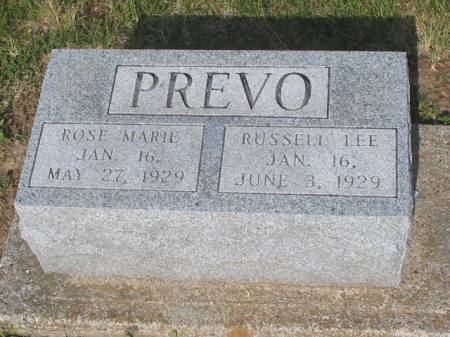 PREVO
ROSE MARIE
JAN. 16,
MAY 27, 1929
RUSSELL LEE
JAN. 16,
JUNE 3, 1929